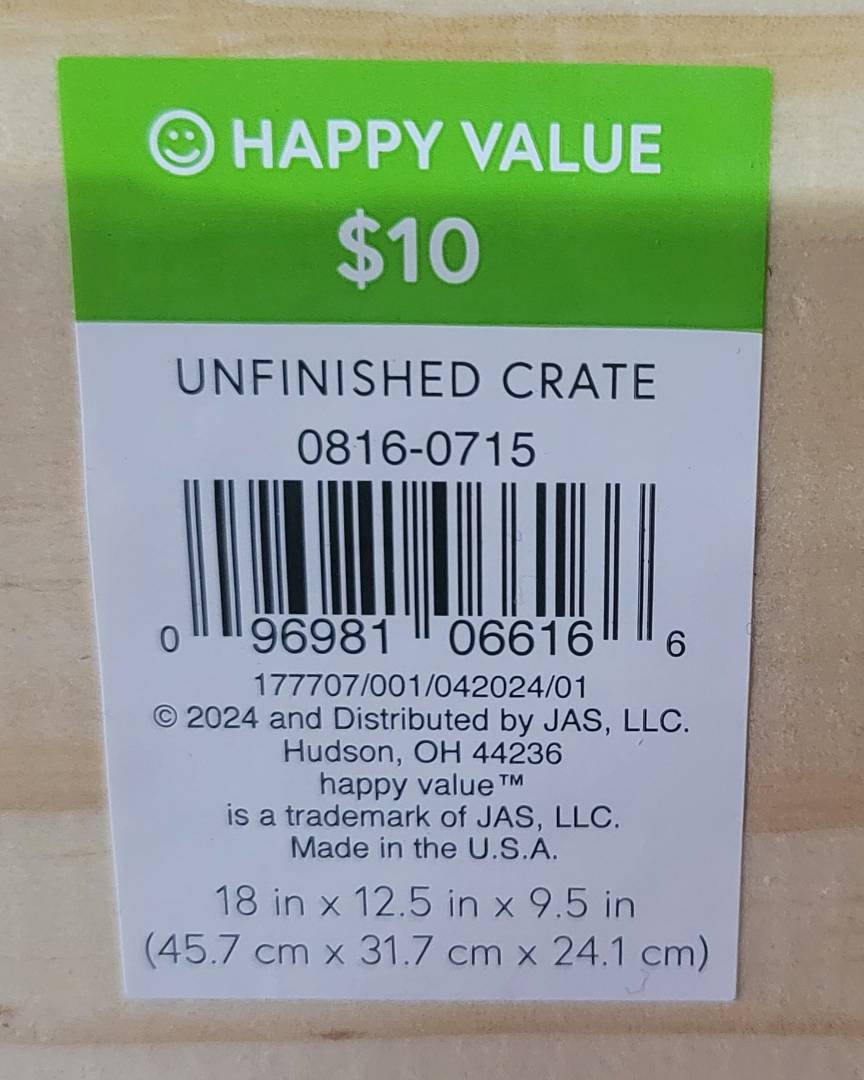 HAPPY VALUE
$10
UNFINISHED CRATE
0816-0715
0 96981 06616 6
177707/001/042024/01
© 2024 and Distributed by JAS, LLC.
Hudson, OH 44236
happy value™
is a trademark of JAS, LLC.
Made in the U.S.A.
18 in x 12.5 in x 9.5 in
(45.7 cm x 31.7 cm x 24.1 cm)